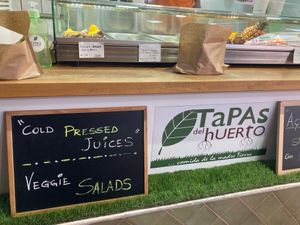 "COLD PRESSED
JUICES"
VEGGIE SALADS
TaPAs
del hUERTO
comida de la madre tierra